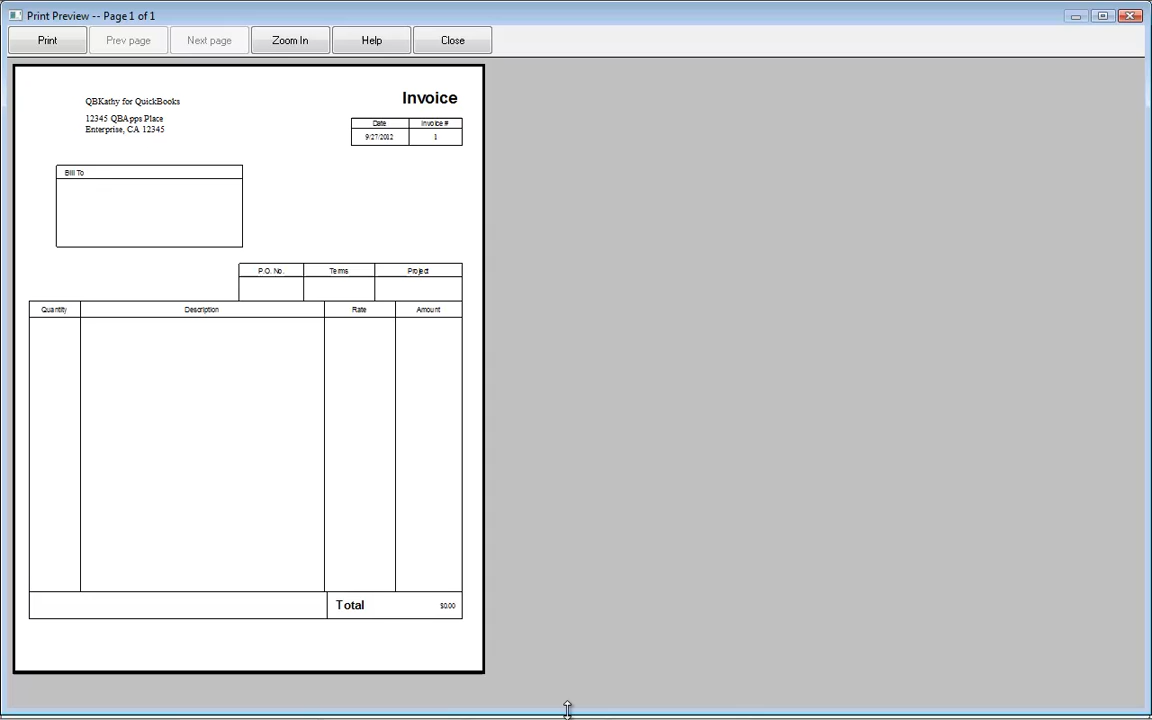 Print Preview -- Page 1 of 1
Print Prev page Next page Zoom In Help Close
QBKathy for QuickBooks
Invoice
12345 QBApps Place
Enterprise, CA 12345
Date Invoice #
9/27/2012 1
Bill To
P.O. No. Terms Project
Quantity Description Rate Amount
Total $0.00